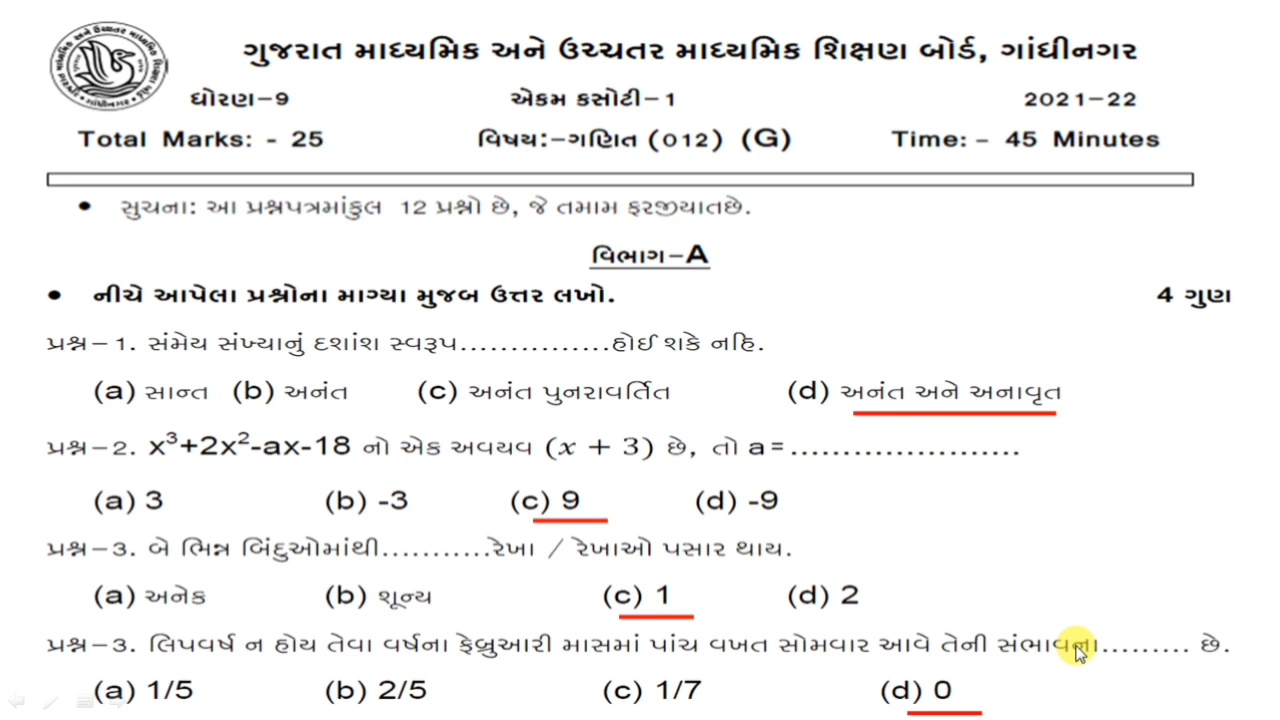 ગુજરાત માધ્યમિક અને ઉચ્ચતર માધ્યમિક શિક્ષણ બોર્ડ, ગાંધીનગર
ધોરણ-9 એકમ કસોટી-1 2021-22
Total Marks: - 25 વિષય:-ગણિત (012) (G) Time: - 45 Minutes
• સુચના: આ પ્રશ્નપત્રમાંકુલ 12 પ્રશ્નો છે, જે તમામ ફરજીયાતછે.
વિભાગ-A
• નીચે આપેલા પ્રશ્નોના માગ્યા મુજબ ઉત્તર લખો. 4 ગુણ
પ્રશ્ન-1. સંમેય સંખ્યાનું દશાંશ સ્વરૂપ...............હોઈ શકે નહિ.
(a) સાન્ત (b) અનંત (c) અનંત પુનરાવર્તિત (d) અનંત અને અનાવૃત
પ્રશ્ન-2. x³+2x²-ax-18 નો એક અવયવ (x + 3) છે, તો a=......................
(a) 3 (b) -3 (c) 9 (d) -9
પ્રશ્ન-3. બે ભિન્ન બિંદુઓમાંથી...........રેખા / રેખાઓ પસાર થાય.
(a) અનેક (b) શૂન્ય (c) 1 (d) 2
પ્રશ્ન-3. લિપવર્ષ ન હોય તેવા વર્ષના ફેબ્રુઆરી માસમાં પાંચ વખત સોમવાર આવે તેની સંભાવના......... છે.
(a) 1/5 (b) 2/5 (c) 1/7 (d) 0